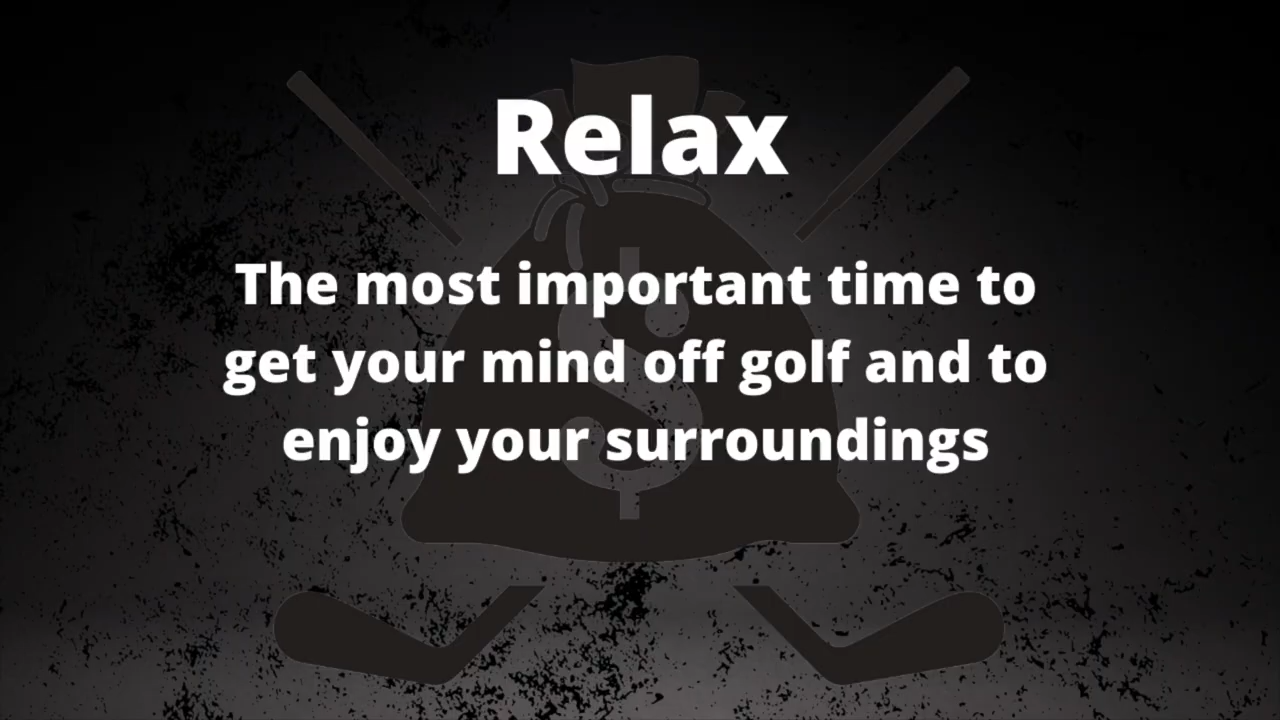 Relax
The most important time to
get your mind off golf and to
enjoy your surroundings
$